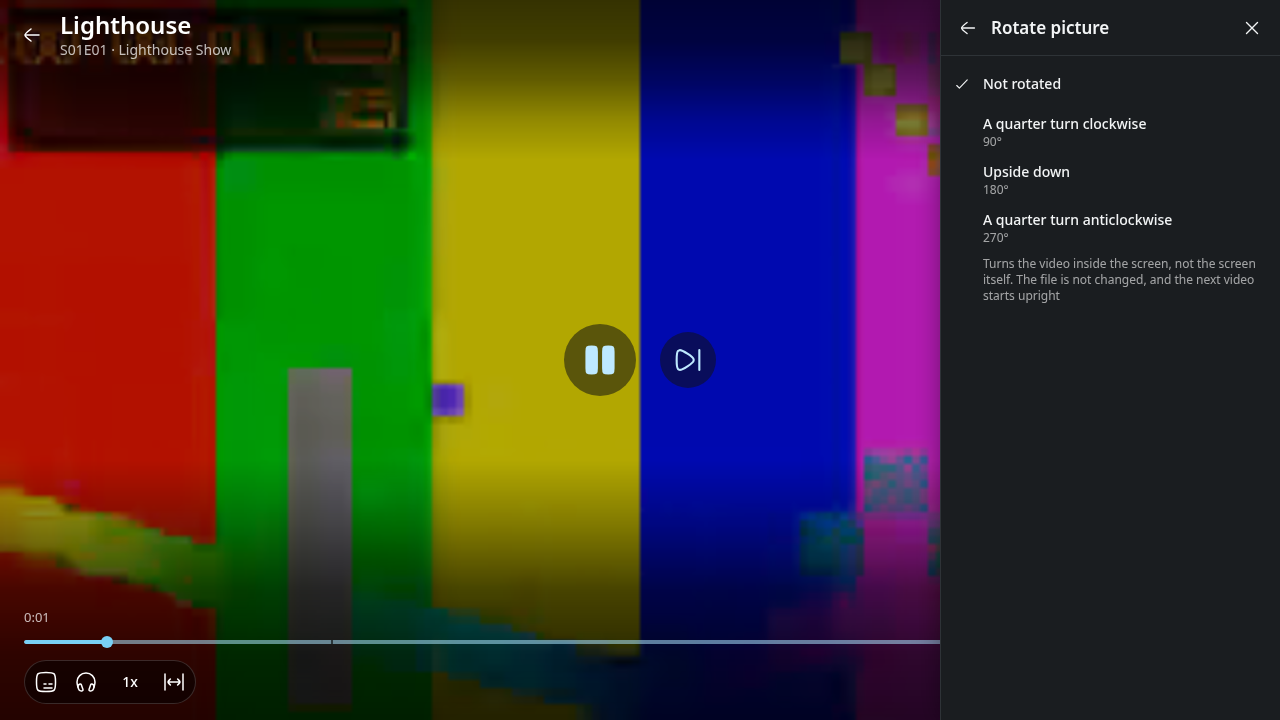 Lighthouse
S01E01 · Lighthouse Show
0:01
1x
Rotate picture
Not rotated
A quarter turn clockwise
90°
Upside down
180°
A quarter turn anticlockwise
270°
Turns the video inside the screen, not the screen
itself. The file is not changed, and the next video
starts upright